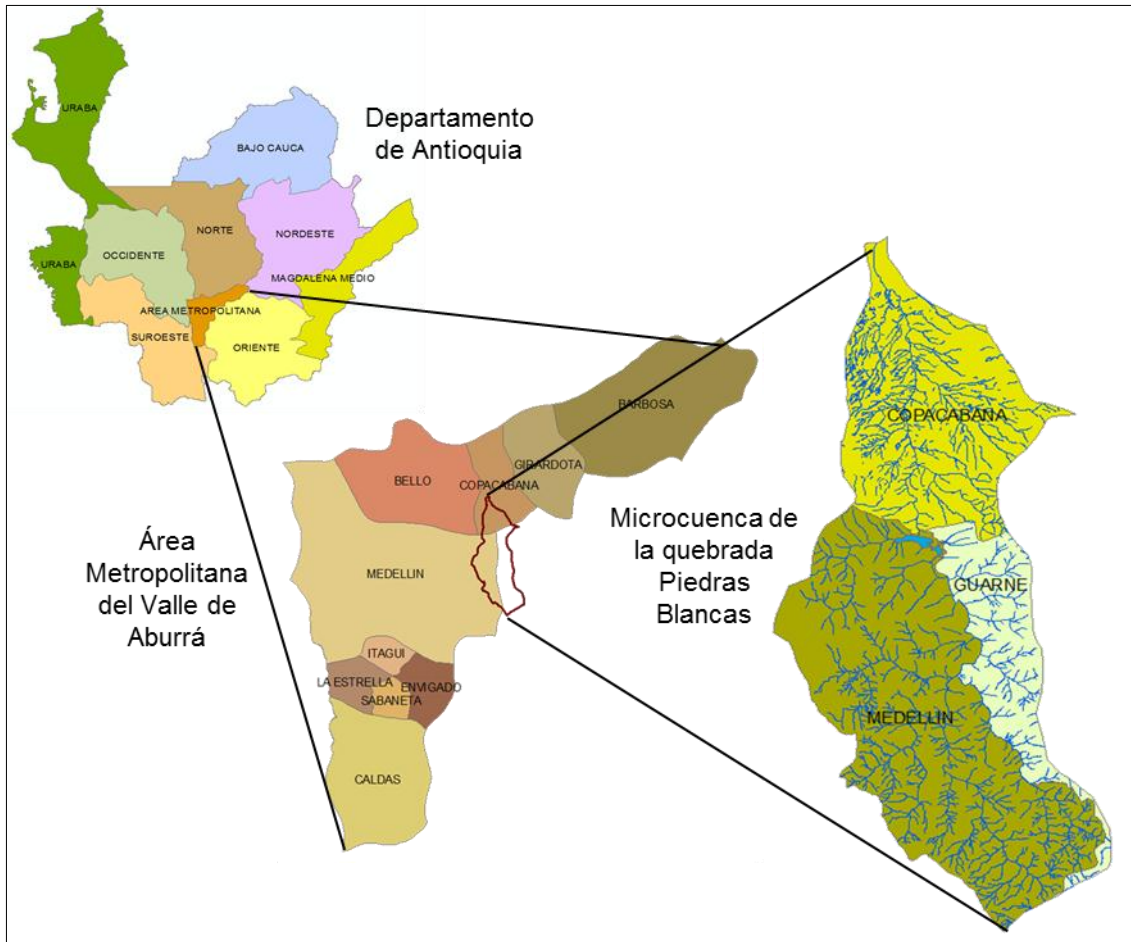 URABA
BAJO CAUCA
Departamento
de Antioquia
NORTE
NORDESTE
OCCIDENTE
URABA
MAGDALENA MEDIO
AREA METROPOLITANA
SUROESTE
ORIENTE
BARBOSA
GIRARDOTA
BELLO
COPACABANA
MEDELLIN
ITAGUI
LA ESTRELLA
ENVIGADO
SABANETA
CALDAS
Área
Metropolitana
del Valle de
Aburrá
Microcuenca de
la quebrada
Piedras
Blancas
COPACABANA
GUARNE
MEDELLIN